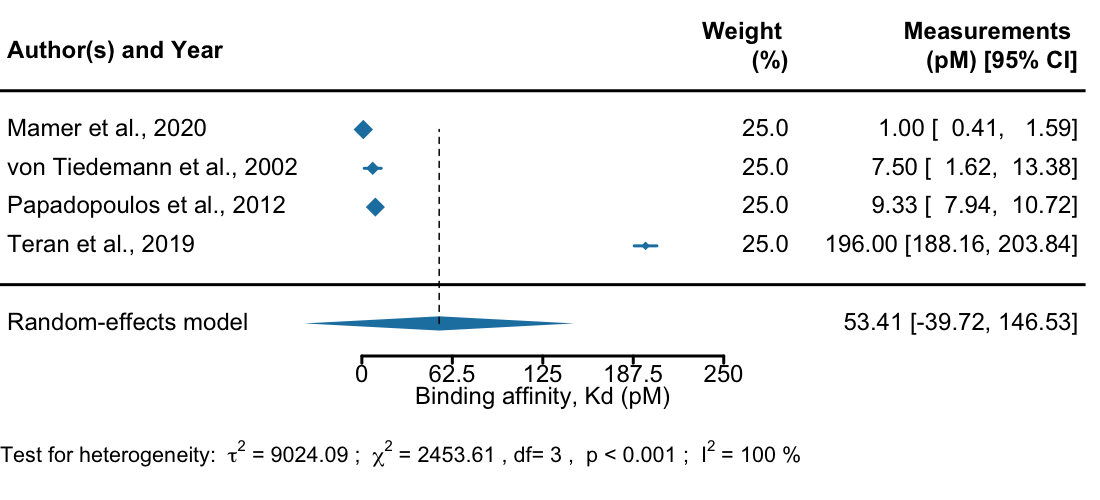 Author(s) and Year Weight (%) Measurements (pM) [95% CI]
Mamer et al., 2020 25.0 1.00 [ 0.41, 1.59]
von Tiedemann et al., 2002 25.0 7.50 [ 1.62, 13.38]
Papadopoulos et al., 2012 25.0 9.33 [ 7.94, 10.72]
Teran et al., 2019 25.0 196.00 [188.16, 203.84]
Random-effects model 53.41 [-39.72, 146.53]
0 62.5 125 187.5 250
Binding affinity, Kd (pM)
Test for heterogeneity: τ² = 9024.09 ; χ² = 2453.61 , df= 3 , p < 0.001 ; I² = 100 %